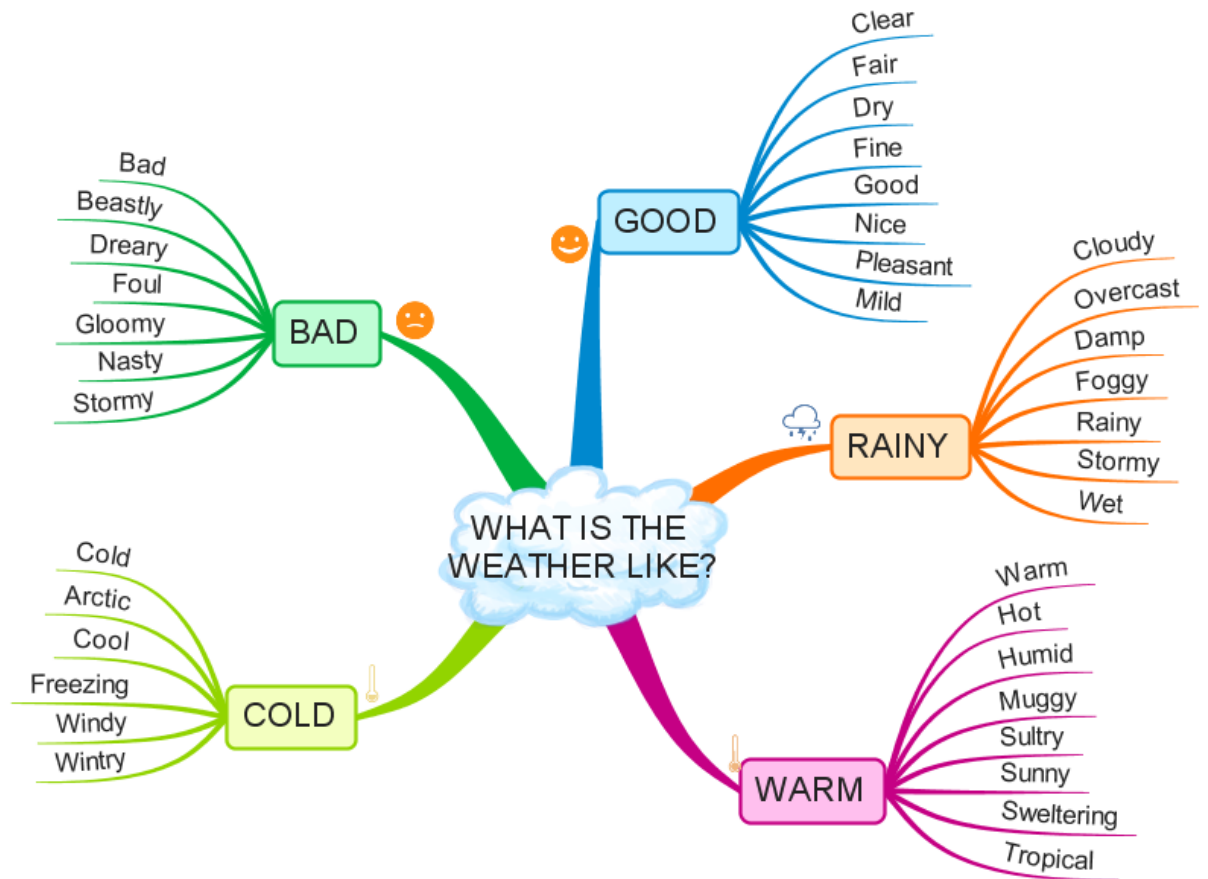 WHAT IS THE
WEATHER LIKE?
GOOD
Clear
Fair
Dry
Fine
Good
Nice
Pleasant
Mild
RAINY
Cloudy
Overcast
Damp
Foggy
Rainy
Stormy
Wet
WARM
Warm
Hot
Humid
Muggy
Sultry
Sunny
Sweltering
Tropical
COLD
Cold
Arctic
Cool
Freezing
Windy
Wintry
BAD
Bad
Beastly
Dreary
Foul
Gloomy
Nasty
Stormy